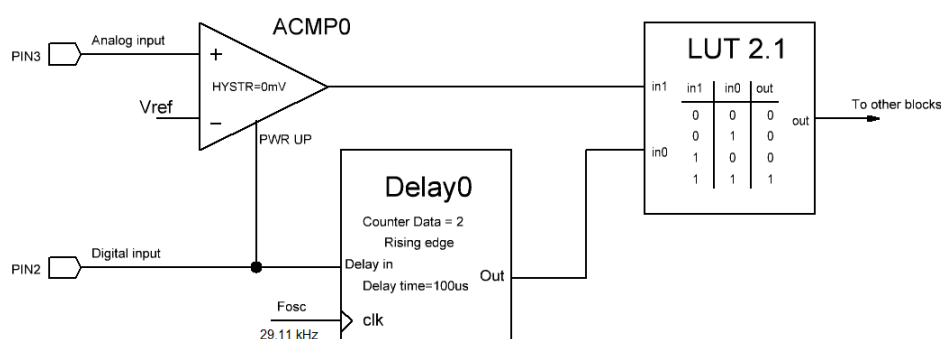 ACMP0
PIN3
Analog input
+
HYSTR=0mV
Vref
−
PWR UP
LUT 2.1
in1 in0 out
0 0 0
0 1 0
1 0 0
1 1 1
in1
in0
out
To other blocks
Delay0
Counter Data = 2
Rising edge
PIN2
Digital input
Delay in
Delay time=100us
Out
Fosc
clk
29.11 kHz